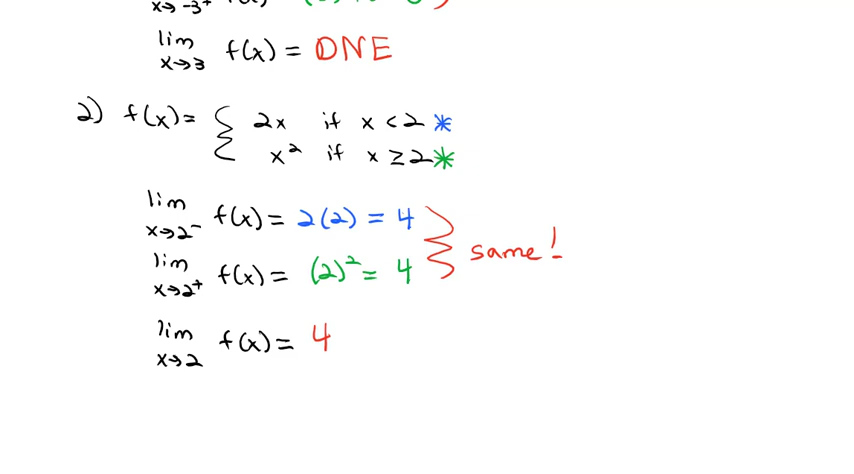 x→-3⁺
lim f(x) = DNE
x→3
2) f(x) = { 2x if x < 2 *
x² if x ≥ 2 *
lim f(x) = 2(2) = 4
x→2⁻
same!
lim f(x) = (2)² = 4
x→2⁺
lim f(x) = 4
x→2